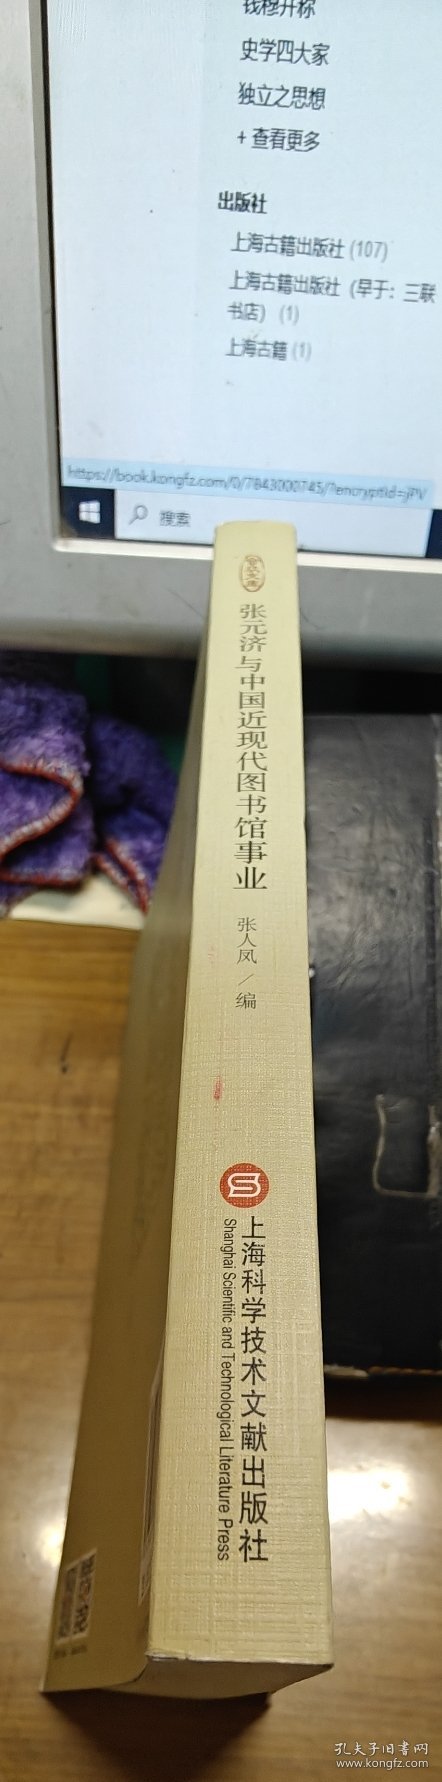 钱穆升称
史学四大家
独立之思想
+ 查看更多
出版社
上海古籍出版社 (107)
上海古籍出版社（早于：三联
书店） (1)
上海古籍 (1)
搜索
张元济与中国近现代图书馆事业
张人凤／编
上海科学技术文献出版社
Shanghai Scientific and Technological Literature Press
孔夫子旧书网
www.kongfz.com